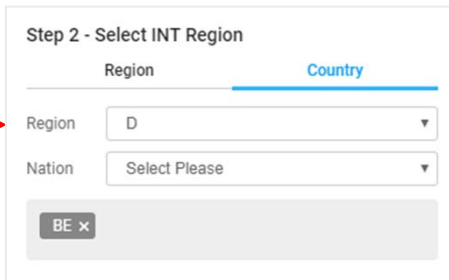 Step 2 - Select INT Region
Region Country
Region D
Nation Select Please
BE ×